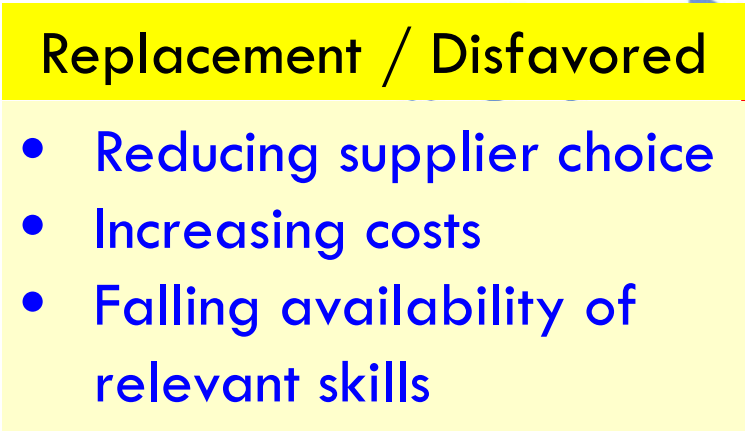 Replacement / Disfavored
• Reducing supplier choice
• Increasing costs
• Falling availability of
relevant skills